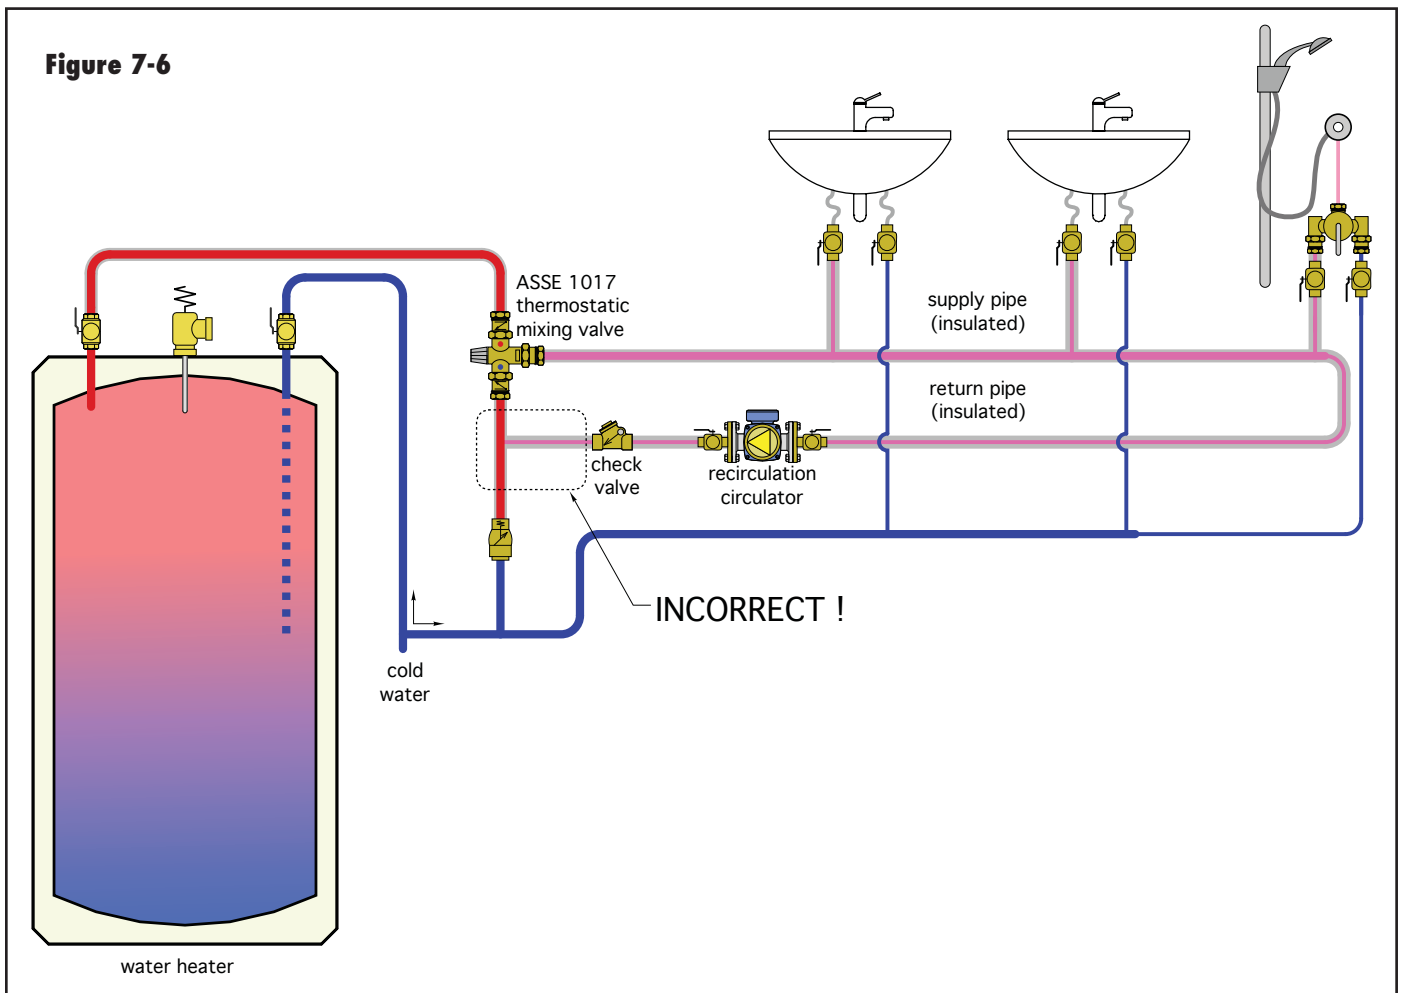 Figure 7-6
ASSE 1017
thermostatic
mixing valve
supply pipe
(insulated)
return pipe
(insulated)
check
valve
recirculation
circulator
INCORRECT !
cold
water
water heater